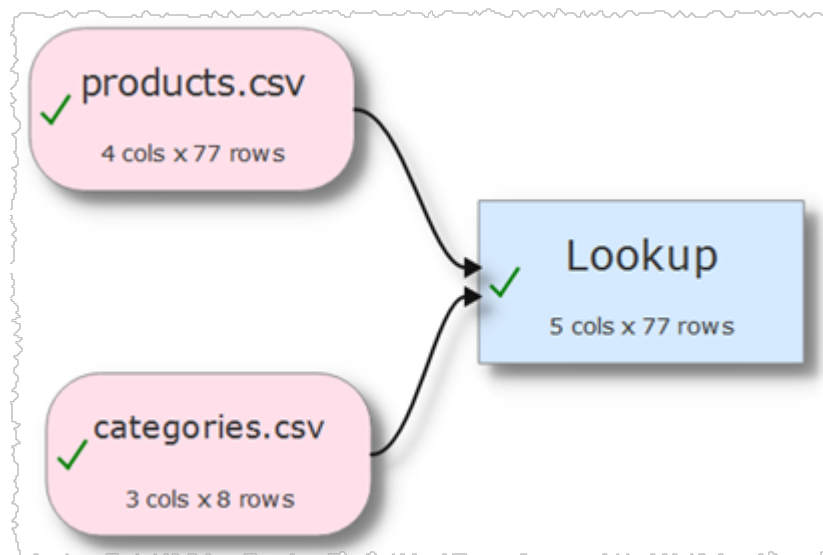 products.csv
4 cols x 77 rows
Lookup
5 cols x 77 rows
categories.csv
3 cols x 8 rows